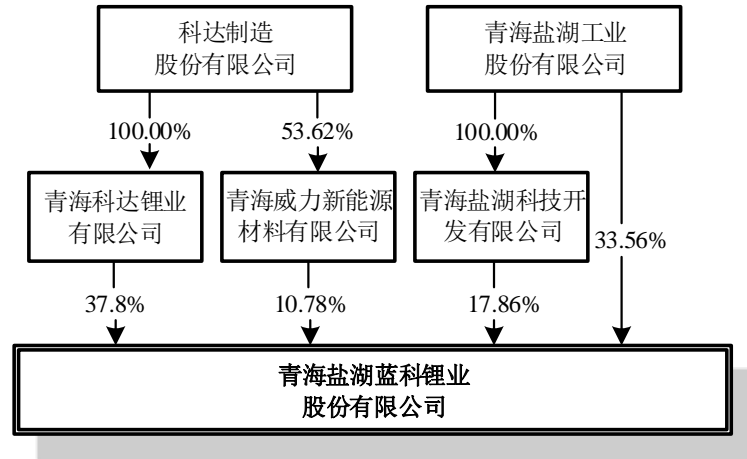 科达制造
股份有限公司
青海盐湖工业
股份有限公司
100.00%
53.62%
100.00%
青海科达锂业
有限公司
青海威力新能源
材料有限公司
青海盐湖科技开
发有限公司
33.56%
37.8%
10.78%
17.86%
青海盐湖蓝科锂业
股份有限公司